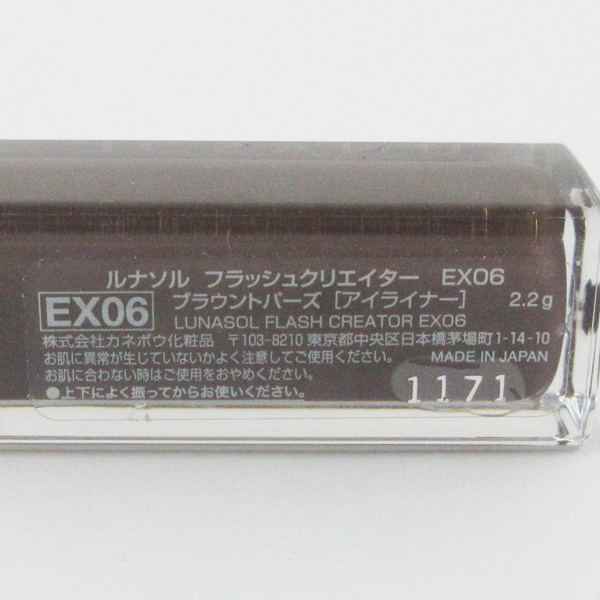 ルナソル フラッシュクリエイター EX06
EX06 ブラウントパーズ [アイライナー] 2.2g
LUNASOL FLASH CREATOR EX06
株式会社カネボウ化粧品 〒103-8210 東京都中央区日本橋茅場町1-14-10
お肌に異常が生じていないかよく注意してご使用ください。 MADE IN JAPAN
お肌に合わない時はご使用をおやめください。
●上下によく振ってからお使いください。 1171